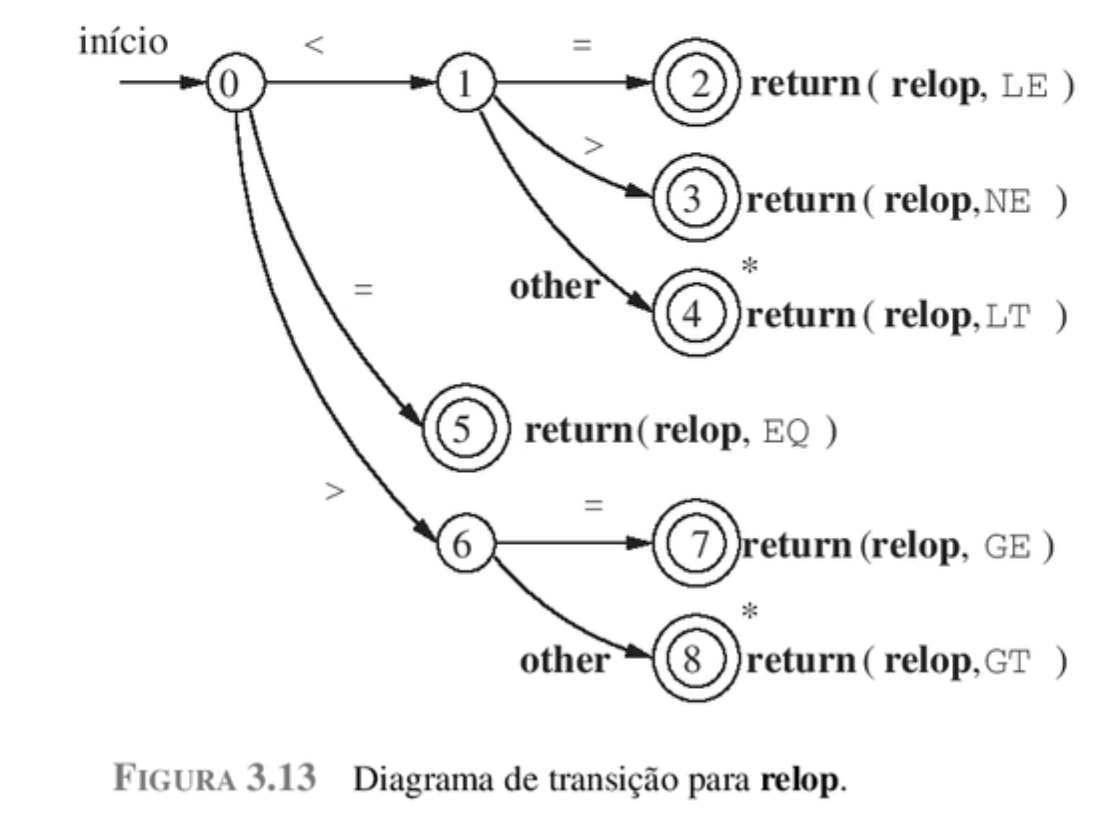 início
<
=
0
1
2
return( relop, LE )
>
3
return( relop,NE )
*
other
4
return( relop,LT )
=
5
return(relop, EQ )
>
=
6
7
return(relop, GE )
*
other
8
return( relop,GT )
FIGURA 3.13 Diagrama de transição para relop.